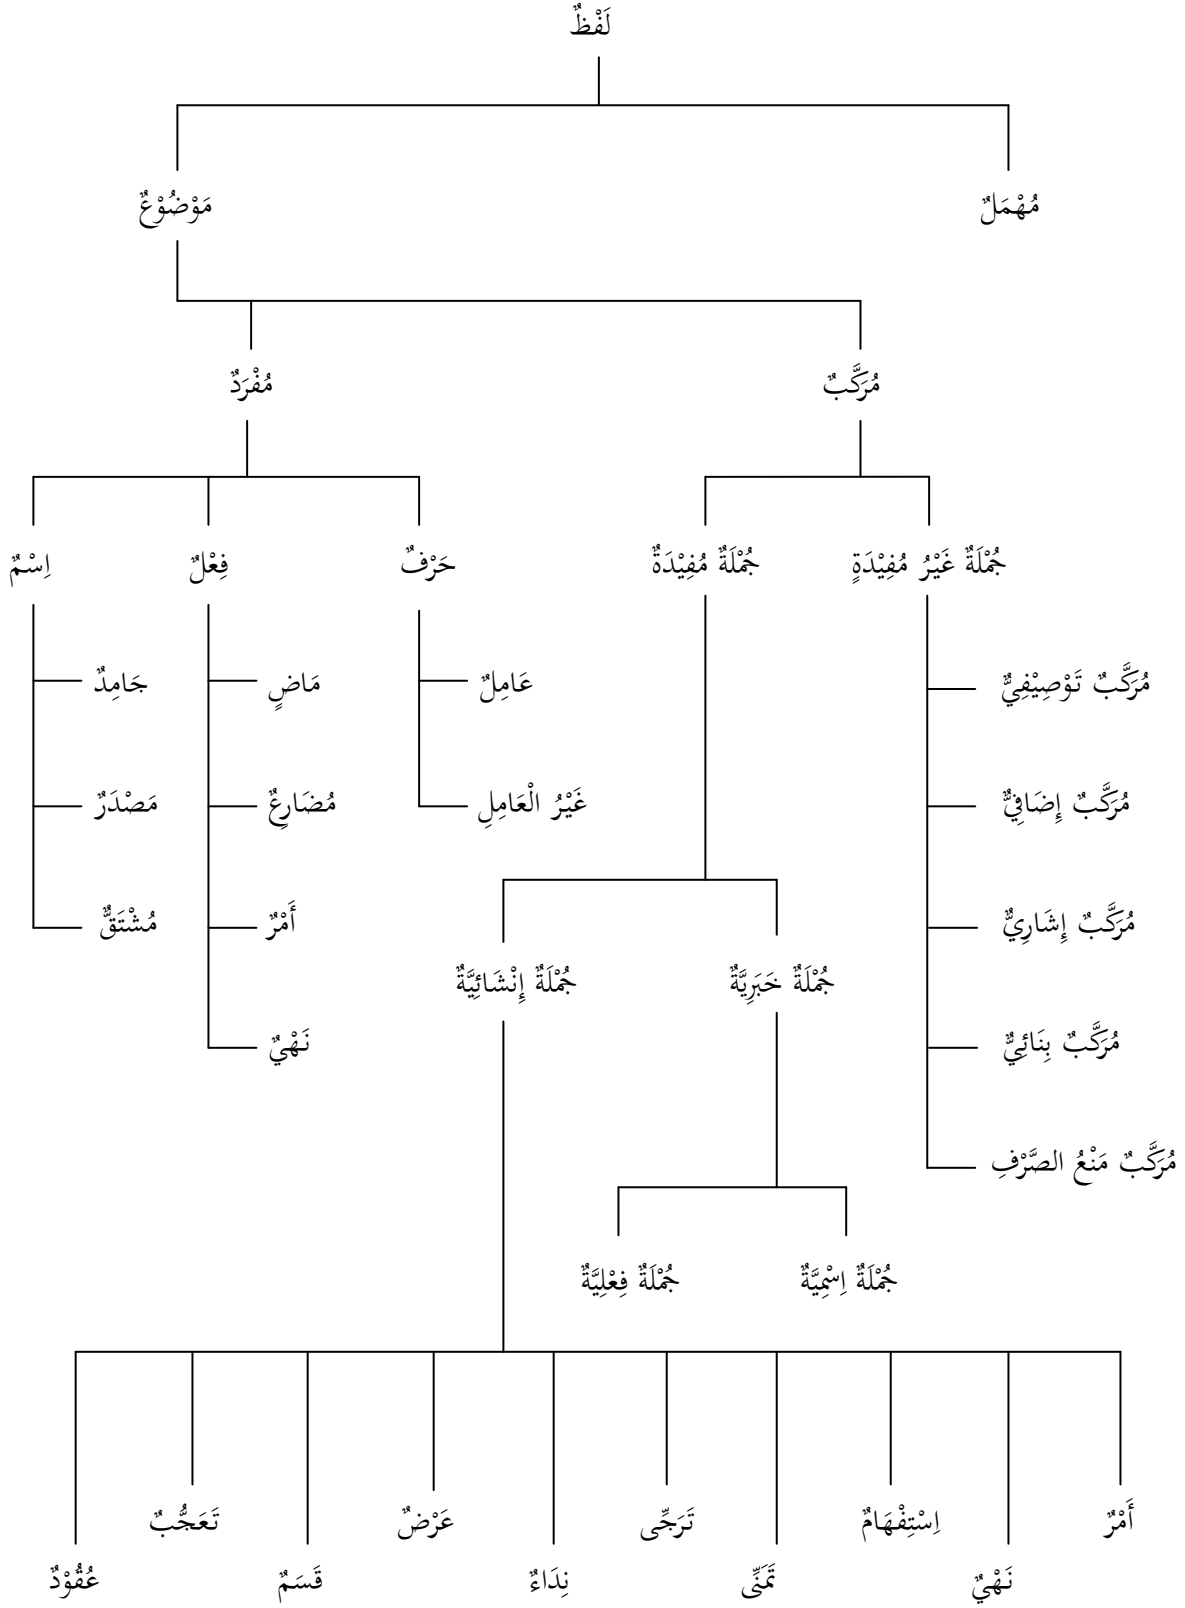 لَفْظٌ
مُهْمَلٌ
مَوْضُوْعٌ
مُرَكَّبٌ
مُفْرَدٌ
جُمْلَةٌ غَيْرُ مُفِيْدَةٍ
جُمْلَةٌ مُفِيْدَةٌ
حَرْفٌ
فِعْلٌ
اِسْمٌ
مُرَكَّبٌ تَوْصِيْفِيٌّ
عَامِلٌ
مَاضٍ
جَامِدٌ
مُرَكَّبٌ إِضَافِيٌّ
غَيْرُ الْعَامِلِ
مُضَارِعٌ
مَصْدَرٌ
مُرَكَّبٌ إِشَارِيٌّ
أَمْرٌ
مُشْتَقٌّ
جُمْلَةٌ خَبَرِيَّةٌ
جُمْلَةٌ إِنْشَائِيَّةٌ
مُرَكَّبٌ بِنَائِيٌّ
نَهْيٌ
مُرَكَّبٌ مَنْعُ الصَّرْفِ
جُمْلَةٌ اِسْمِيَّةٌ
جُمْلَةٌ فِعْلِيَّةٌ
أَمْرٌ
اِسْتِفْهَامٌ
تَرَجِّى
عَرْضٌ
تَعَجُّبٌ
نَهْيٌ
تَمَنِّى
نِدَاءٌ
قَسَمٌ
عُقُوْدٌ